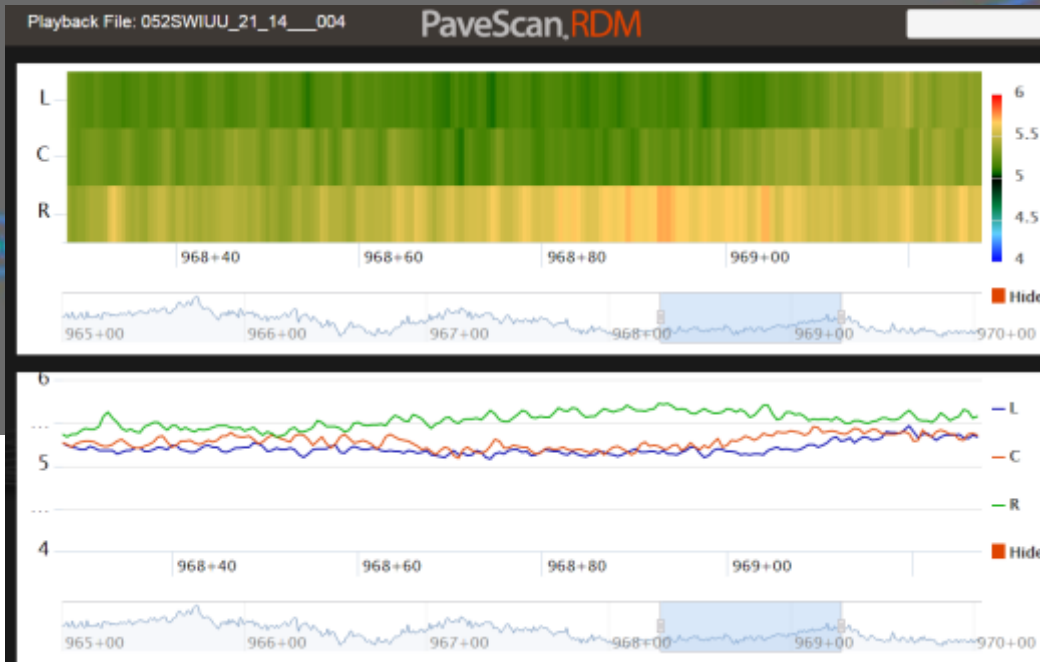 Playback File: 052SWIUU_21_14___004
PaveScan RDM
L
C
R
6
5.5
5
4.5
4
968+40 968+60 968+80 969+00
Hide
965+00 966+00 967+00 968+00 969+00 970+00
6
...
5
...
4
L
C
R
968+40 968+60 968+80 969+00
Hide
965+00 966+00 967+00 968+00 969+00 970+00